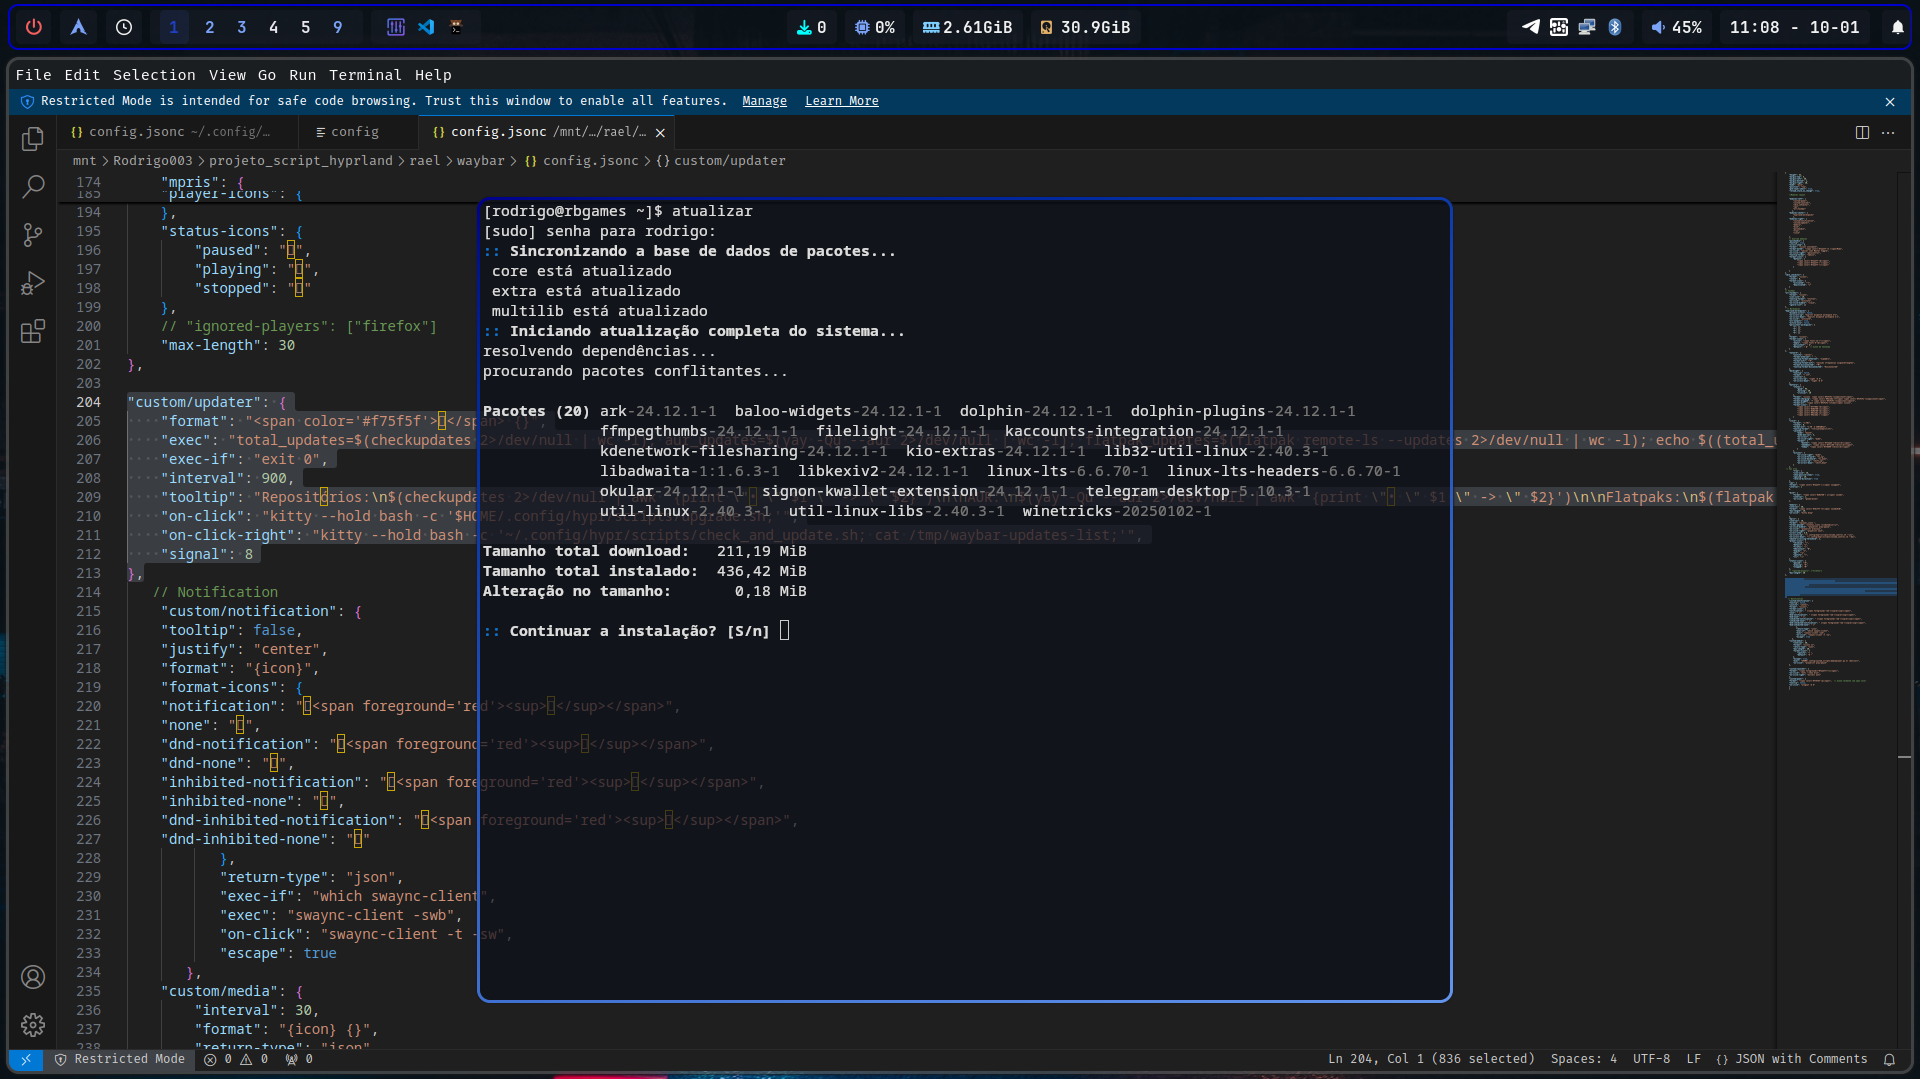 1 2 3 4 5 9
0 0% 2.61GiB 30.9GiB
45% 11:08 - 10-01
File Edit Selection View Go Run Terminal Help
Restricted Mode is intended for safe code browsing. Trust this window to enable all features. Manage Learn More
{} config.jsonc ~/.config/… config {} config.jsonc /mnt/…/rael/…
mnt > Rodrigo003 > projeto_script_hyprland > rael > waybar > {} config.jsonc > {} custom/updater
174 "mpris": {
185 "player-icons": {
194 },
195 "status-icons": {
196 "paused": "",
197 "playing": "",
198 "stopped": ""
199 },
200 // "ignored-players": ["firefox"]
201 "max-length": 30
202 },
203
204 "custom/updater": {
205 "format": "<span color='#f75f5f'></span> {}",
206 "exec": "total_updates=$(checkupdates 2>/dev/null | wc -l); aur_updates=$(yay -Qu --aur 2>/dev/null | wc -l); flatpak_updates=$(flatpak remote-ls --updates 2>/dev/null | wc -l); echo $((total_u
207 "exec-if": "exit 0",
208 "interval": 900,
209 "tooltip": "Repositórios:\n$(checkupdates 2>/dev/null | awk '{print \"• \" $1 \" -> \" $2}')\n\nFlatpaks:\n$(flatpak
210 "on-click": "kitty --hold bash -c '$HOME/.config/hypr/scripts/upgrade.sh;'",
211 "on-click-right": "kitty --hold bash -c '~/.config/hypr/scripts/check_and_update.sh; cat /tmp/waybar-updates-list;'",
212 "signal": 8
213 },
214 // Notification
215 "custom/notification": {
216 "tooltip": false,
217 "justify": "center",
218 "format": "{icon}",
219 "format-icons": {
220 "notification": "<span foreground='red'><sup></sup></span>",
221 "none": "",
222 "dnd-notification": "<span foreground='red'><sup></sup></span>",
223 "dnd-none": "",
224 "inhibited-notification": "<span foreground='red'><sup></sup></span>",
225 "inhibited-none": "",
226 "dnd-inhibited-notification": "<span foreground='red'><sup></sup></span>",
227 "dnd-inhibited-none": ""
228 },
229 "return-type": "json",
230 "exec-if": "which swaync-client",
231 "exec": "swaync-client -swb",
232 "on-click": "swaync-client -t -sw",
233 "escape": true
234 },
235 "custom/media": {
236 "interval": 30,
237 "format": "{icon} {}",
238 "return-type": "json"
[rodrigo@rbgames ~]$ atualizar
[sudo] senha para rodrigo:
:: Sincronizando a base de dados de pacotes...
core está atualizado
extra está atualizado
multilib está atualizado
:: Iniciando atualização completa do sistema...
resolvendo dependências...
procurando pacotes conflitantes...
Pacotes (20) ark-24.12.1-1 baloo-widgets-24.12.1-1 dolphin-24.12.1-1 dolphin-plugins-24.12.1-1
ffmpegthumbs-24.12.1-1 filelight-24.12.1-1 kaccounts-integration-24.12.1-1
kdenetwork-filesharing-24.12.1-1 kio-extras-24.12.1-1 lib32-util-linux-2.40.3-1
libadwaita-1:1.6.3-1 libkexiv2-24.12.1-1 linux-lts-6.6.70-1 linux-lts-headers-6.6.70-1
okular-24.12.1-1 signon-kwallet-extension-24.12.1-1 telegram-desktop-5.10.3-1
util-linux-2.40.3-1 util-linux-libs-2.40.3-1 winetricks-20250102-1
Tamanho total download: 211,19 MiB
Tamanho total instalado: 436,42 MiB
Alteração no tamanho: 0,18 MiB
:: Continuar a instalação? [S/n]
Restricted Mode 0 0 0
Ln 204, Col 1 (836 selected) Spaces: 4 UTF-8 LF {} JSON with Comments